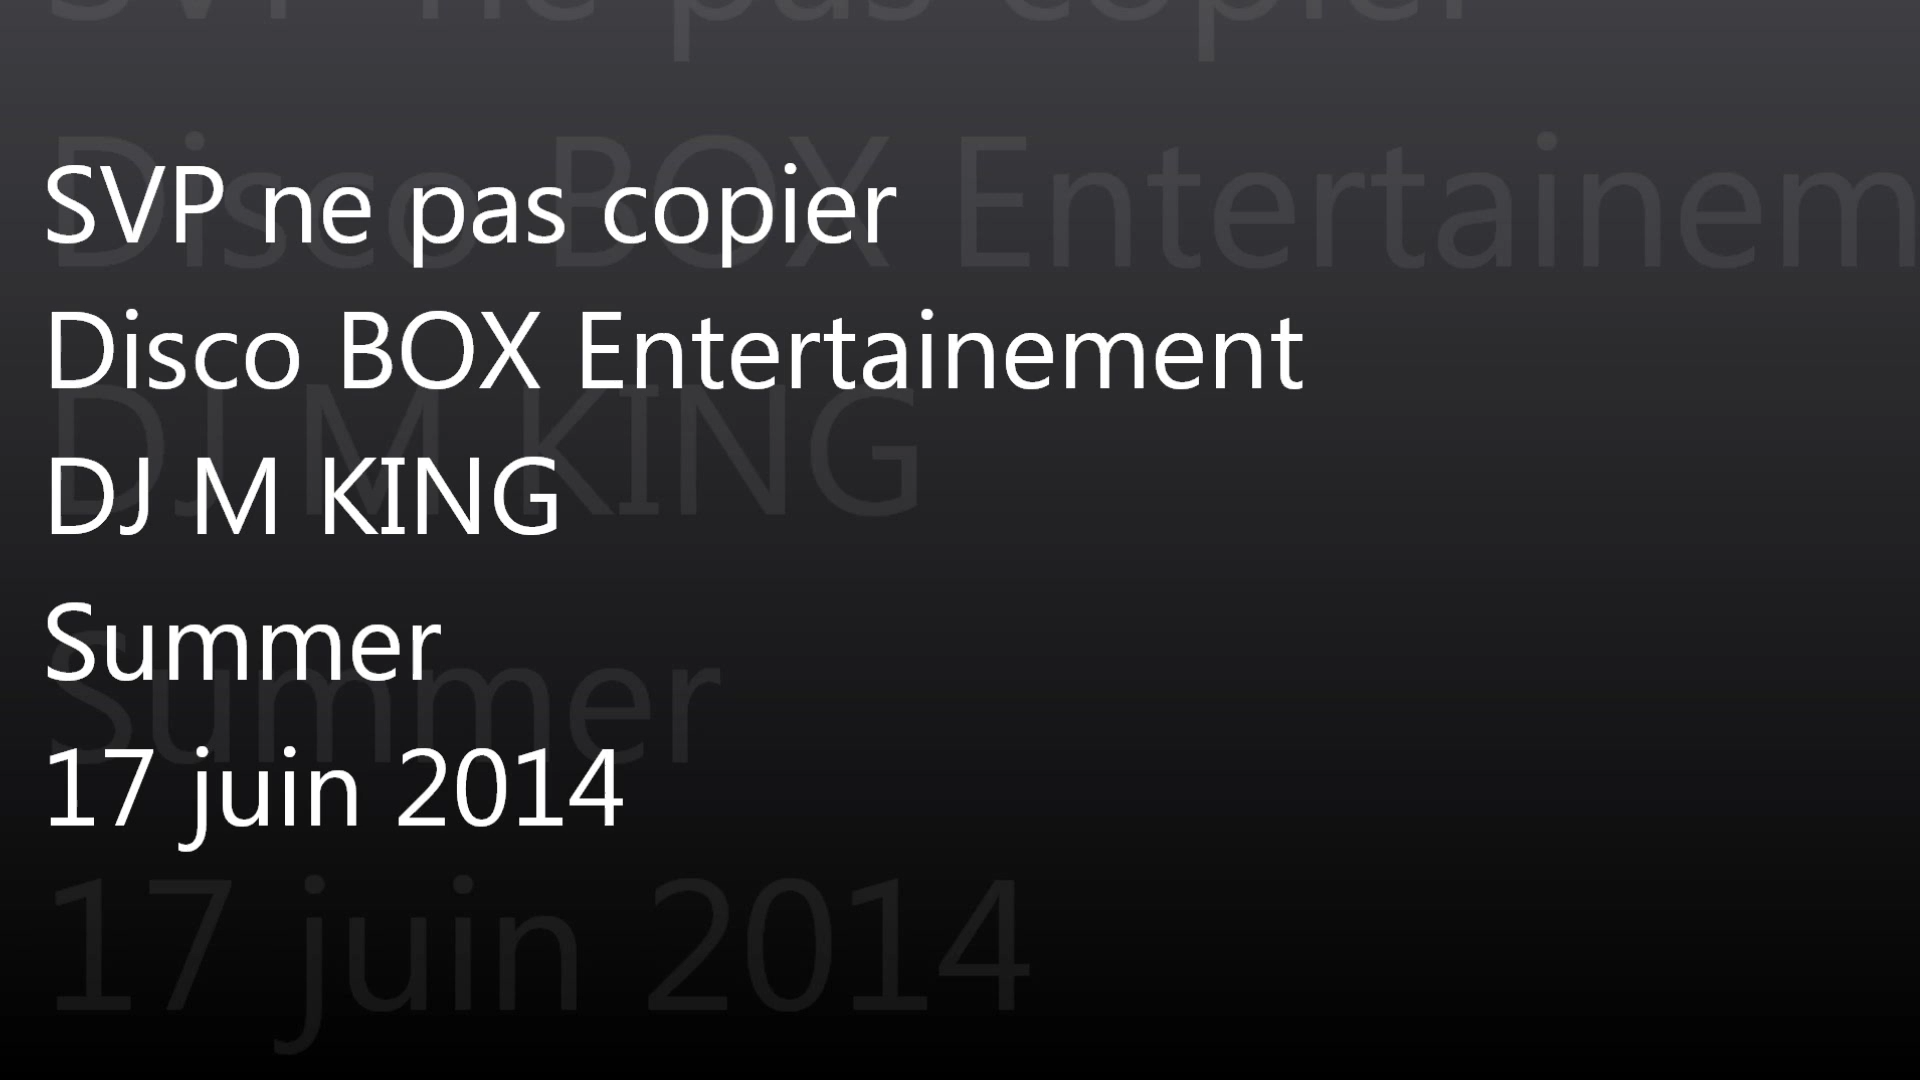 SVP ne pas copier
Disco BOX Entertainement
DJ M KING
Summer
17 juin 2014